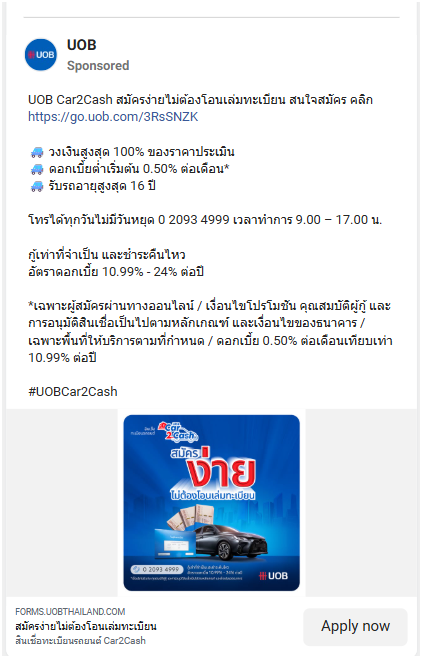 UOB
UOB
Sponsored
UOB Car2Cash สมัครง่ายไม่ต้องโอนเล่มทะเบียน สนใจสมัคร คลิก
https://go.uob.com/3RsSNZK
🚙 วงเงินสูงสุด 100% ของราคาประเมิน
🚙 ดอกเบี้ยต่ำเริ่มต้น 0.50% ต่อเดือน*
🚙 รับรถอายุสูงสุด 16 ปี
โทรได้ทุกวันไม่มีวันหยุด 0 2093 4999 เวลาทำการ 9.00 – 17.00 น.
กู้เท่าที่จำเป็น และชำระคืนไหว
อัตราดอกเบี้ย 10.99% - 24% ต่อปี
*เฉพาะผู้สมัครผ่านทางออนไลน์ / เงื่อนไขโปรโมชัน คุณสมบัติผู้กู้ และ
การอนุมัติสินเชื่อเป็นไปตามหลักเกณฑ์ และเงื่อนไขของธนาคาร /
เฉพาะพื้นที่ให้บริการตามที่กำหนด / ดอกเบี้ย 0.50% ต่อเดือนเทียบเท่า
10.99% ต่อปี
#UOBCar2Cash
Car
2Cash
สมัคร
ง่าย
ไม่ต้องโอนเล่มทะเบียน
0 2093 4999
UOB
FORMS.UOBTHAILAND.COM
สมัครง่ายไม่ต้องโอนเล่มทะเบียน
สินเชื่อทะเบียนรถยนต์ Car2Cash
Apply now